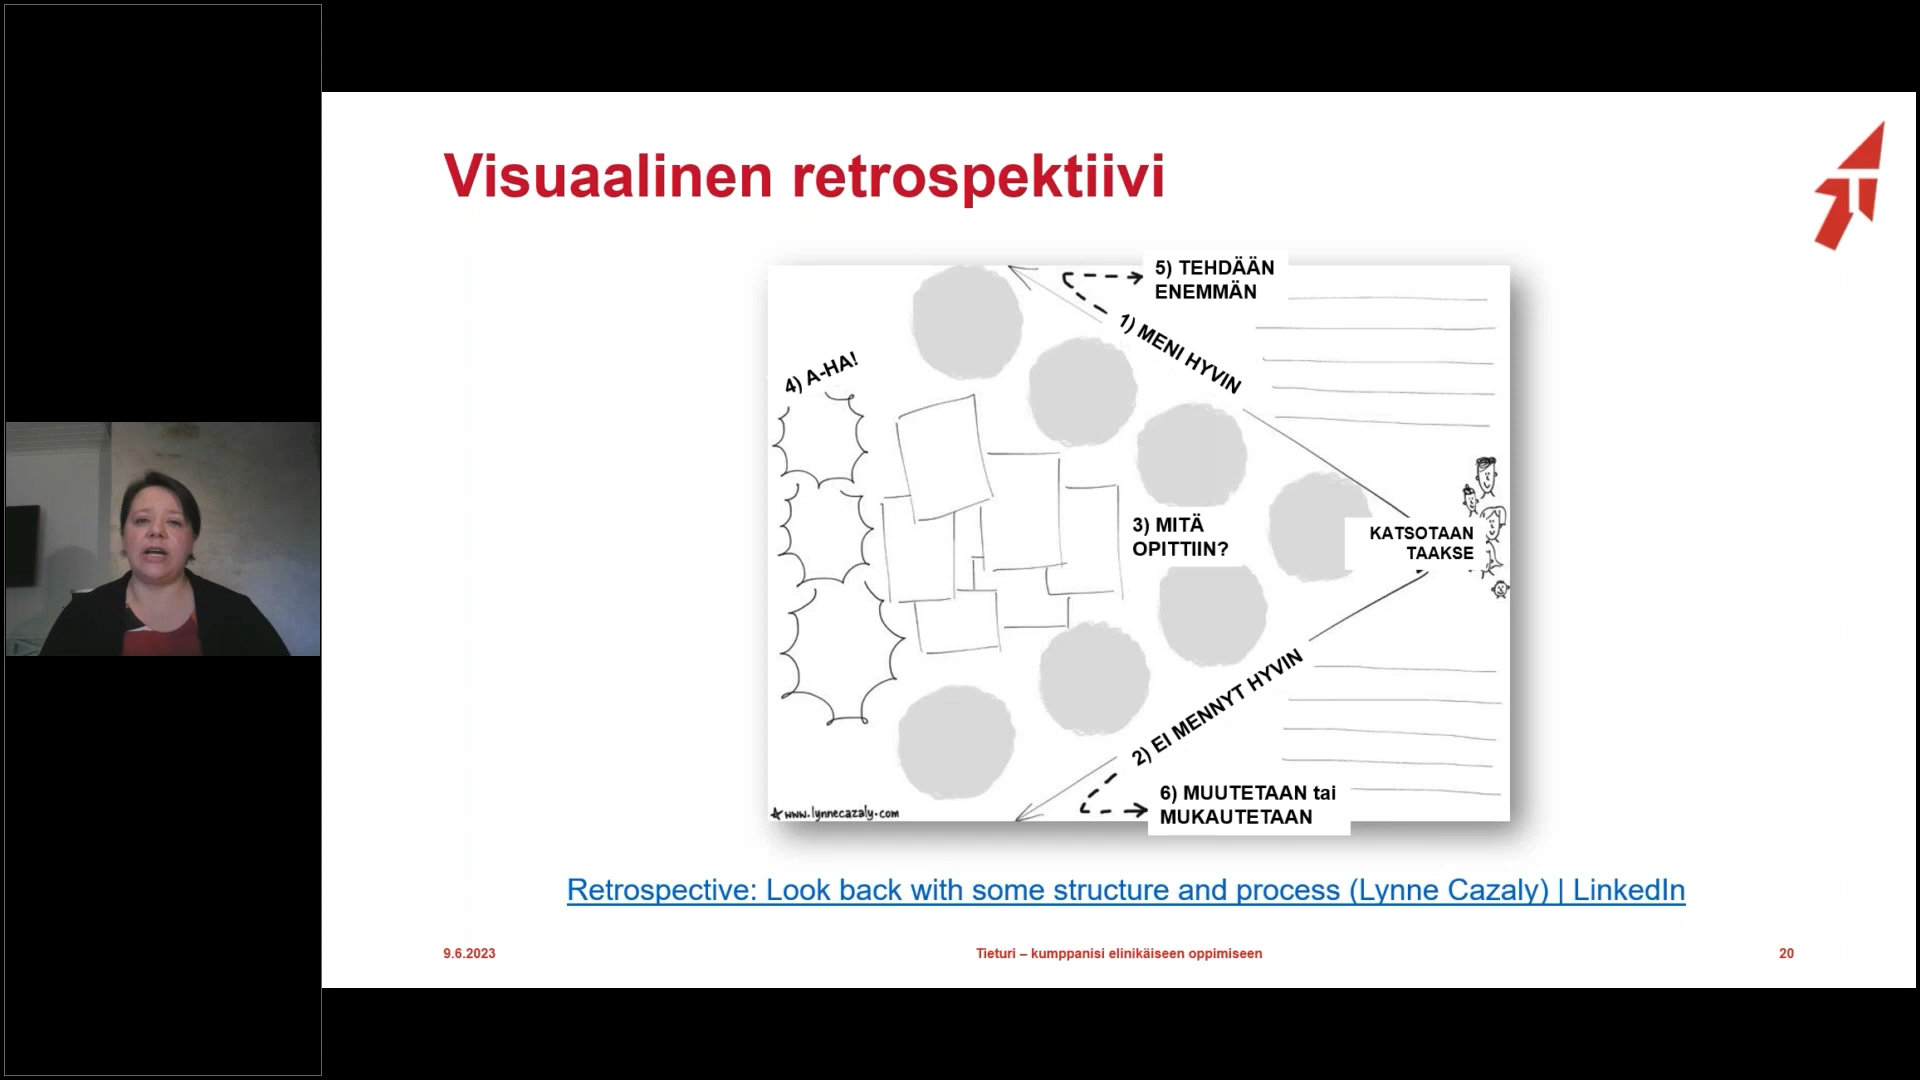 Visuaalinen retrospektiivi
5) TEHDÄÄN
ENEMMÄN
1) MENI HYVIN
4) A-HA!
3) MITÄ
OPITTIIN?
KATSOTAAN
TAAKSE
2) EI MENNYT HYVIN
6) MUUTETAAN tai
MUKAUTETAAN
www.lynnecazaly.com
Retrospective: Look back with some structure and process (Lynne Cazaly) | LinkedIn
9.6.2023
Tieturi – kumppanisi elinikäiseen oppimiseen
20